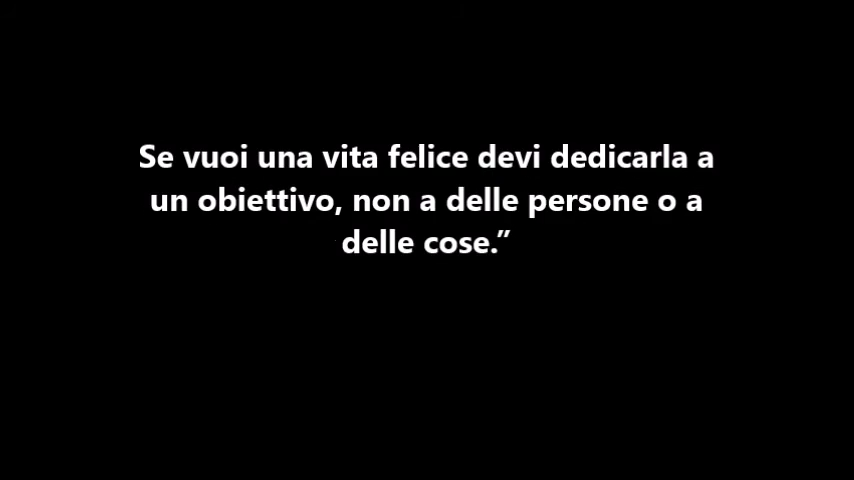 Se vuoi una vita felice devi dedicarla a
un obiettivo, non a delle persone o a
delle cose.”